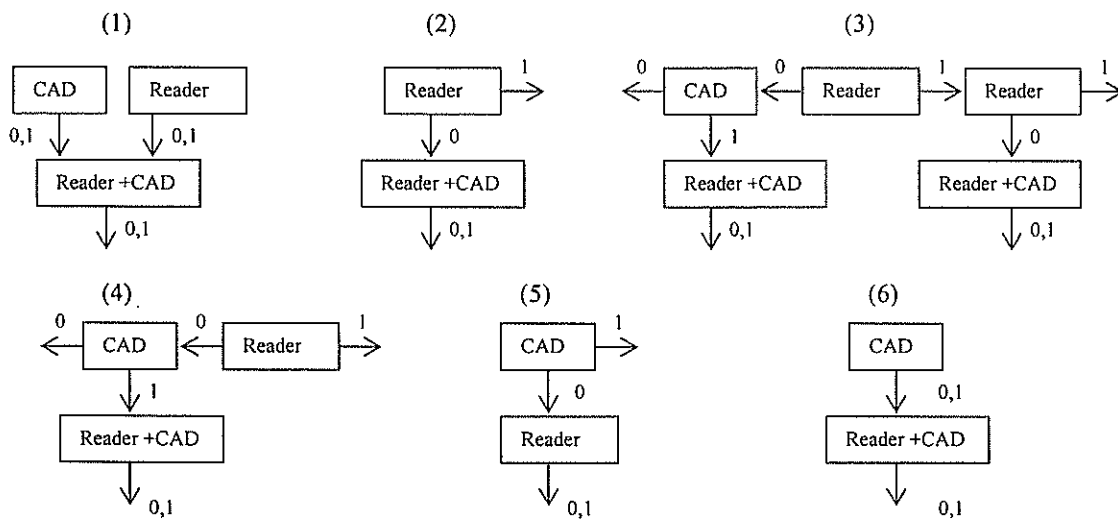 (1) (2) (3)
1 0 0 1 1
CAD Reader Reader CAD Reader Reader
0,1 0,1 0 1 0
Reader +CAD Reader +CAD Reader +CAD Reader +CAD
0,1 0,1 0,1 0,1
(4) (5) (6)
0 0 1 1
CAD Reader CAD CAD
1 0 0,1
Reader +CAD Reader Reader +CAD
0,1 0,1 0,1